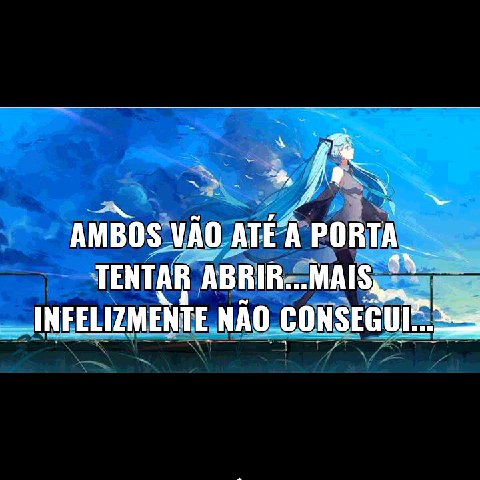 AMBOS VÃO ATÉ A PORTA
TENTAR ABRIR...MAIS
INFELIZMENTE NÃO CONSEGUI...